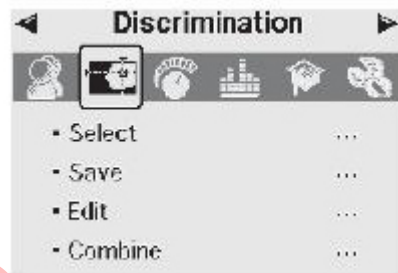 Discrimination
▪ Select ...
▪ Save ...
▪ Edit ...
▪ Combine ...